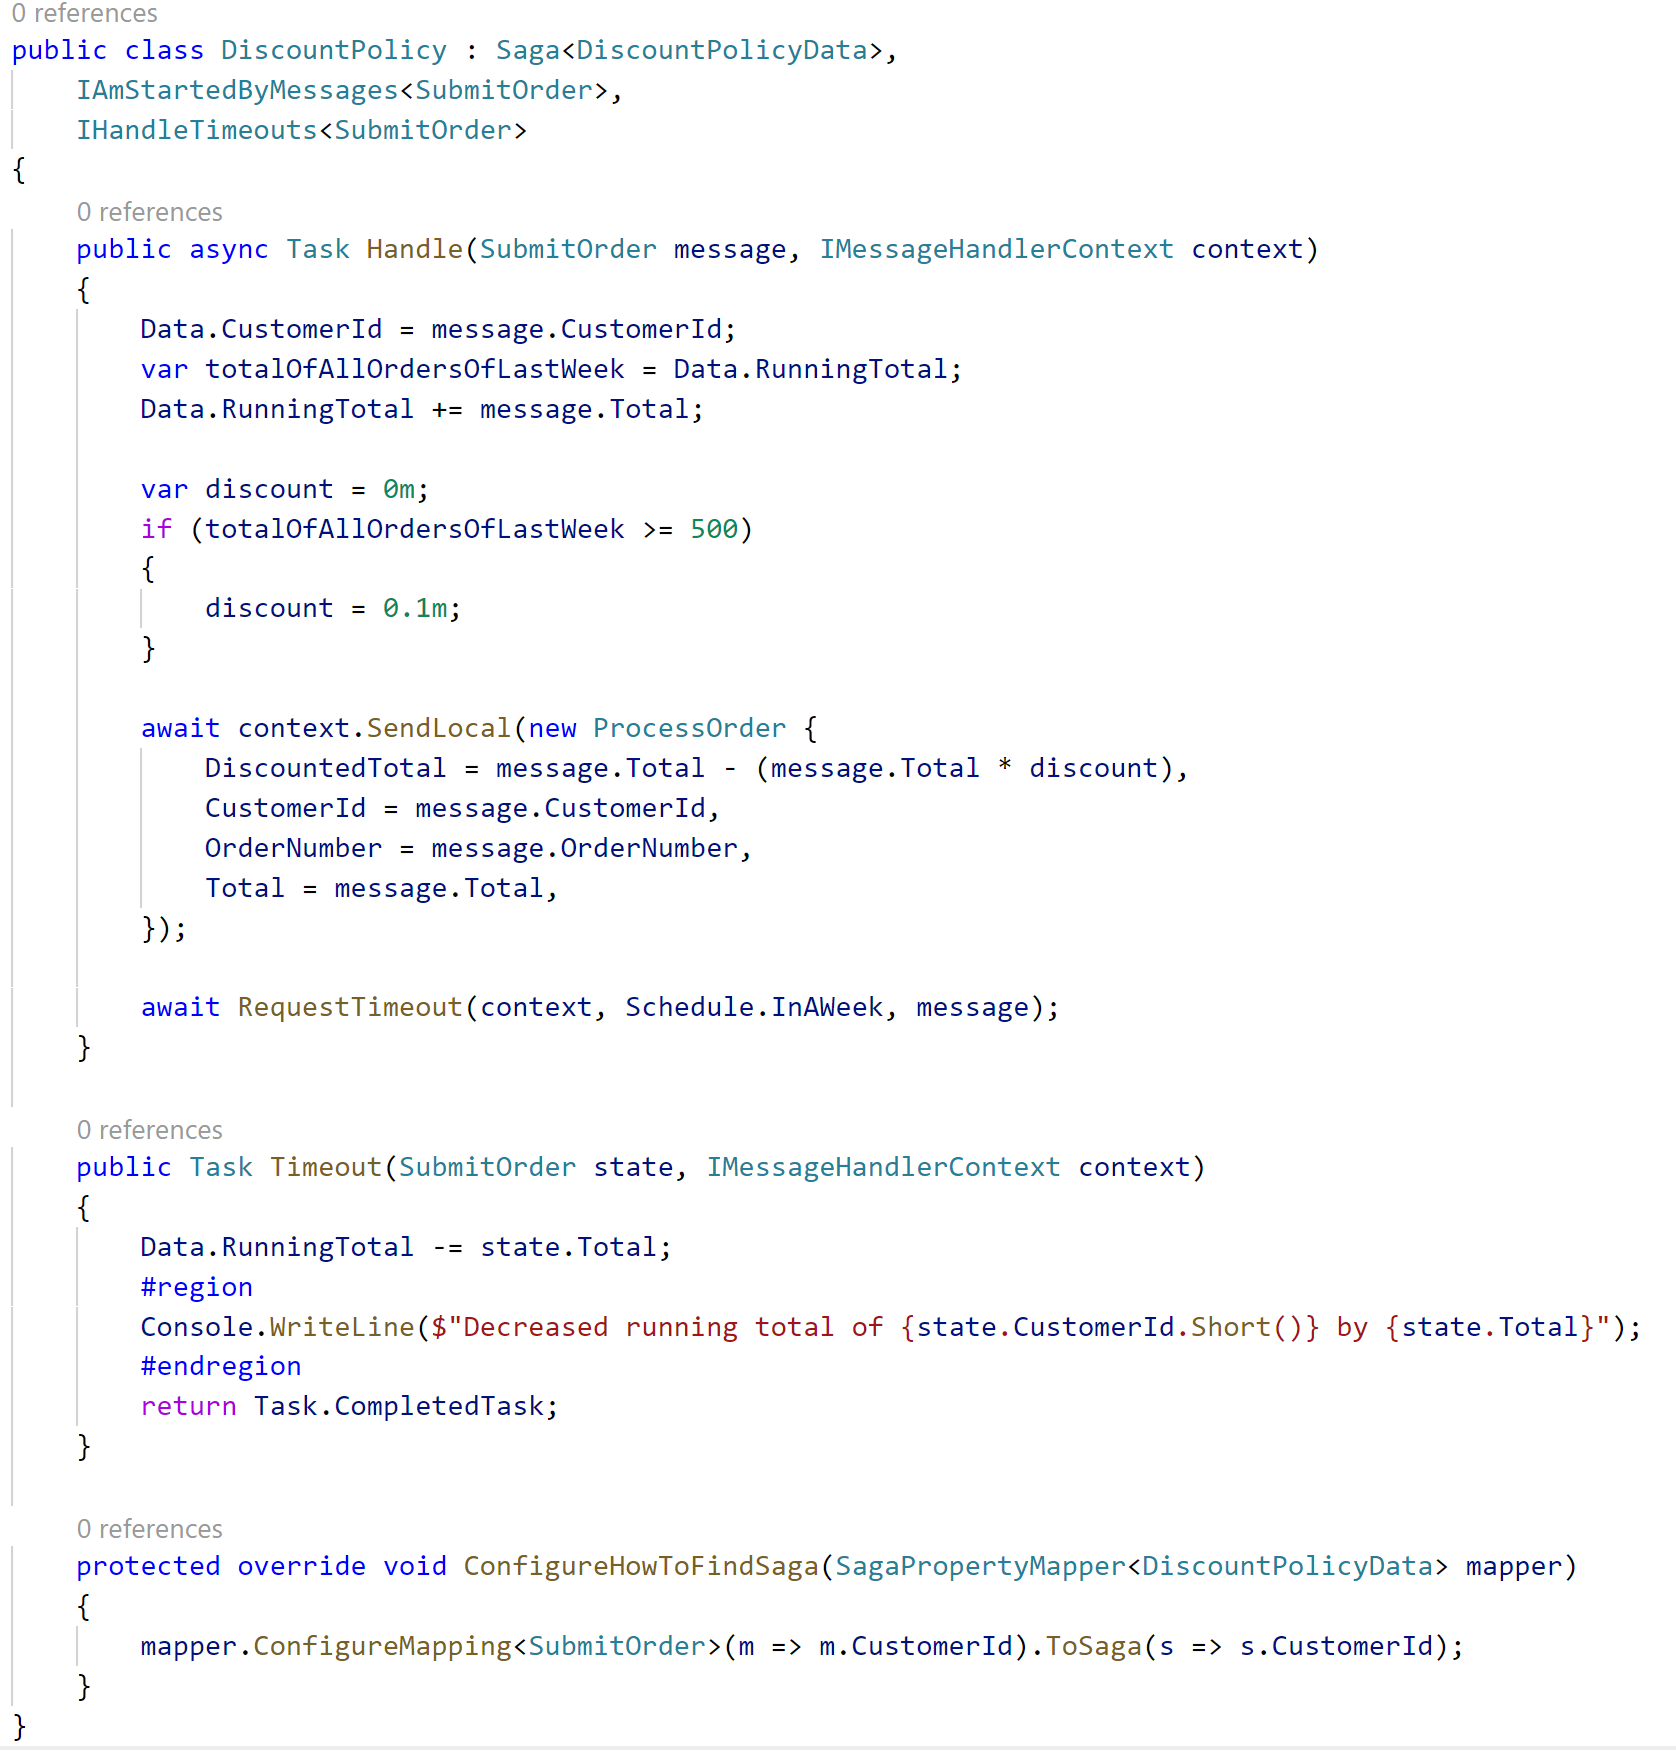 0 references
public class DiscountPolicy : Saga<DiscountPolicyData>,
    IAmStartedByMessages<SubmitOrder>,
    IHandleTimeouts<SubmitOrder>
{
    0 references
    public async Task Handle(SubmitOrder message, IMessageHandlerContext context)
    {
        Data.CustomerId = message.CustomerId;
        var totalOfAllOrdersOfLastWeek = Data.RunningTotal;
        Data.RunningTotal += message.Total;

        var discount = 0m;
        if (totalOfAllOrdersOfLastWeek >= 500)
        {
            discount = 0.1m;
        }

        await context.SendLocal(new ProcessOrder {
            DiscountedTotal = message.Total - (message.Total * discount),
            CustomerId = message.CustomerId,
            OrderNumber = message.OrderNumber,
            Total = message.Total,
        });

        await RequestTimeout(context, Schedule.InAWeek, message);
    }

    0 references
    public Task Timeout(SubmitOrder state, IMessageHandlerContext context)
    {
        Data.RunningTotal -= state.Total;
        #region
        Console.WriteLine($"Decreased running total of {state.CustomerId.Short()} by {state.Total}");
        #endregion
        return Task.CompletedTask;
    }

    0 references
    protected override void ConfigureHowToFindSaga(SagaPropertyMapper<DiscountPolicyData> mapper)
    {
        mapper.ConfigureMapping<SubmitOrder>(m => m.CustomerId).ToSaga(s => s.CustomerId);
    }
}